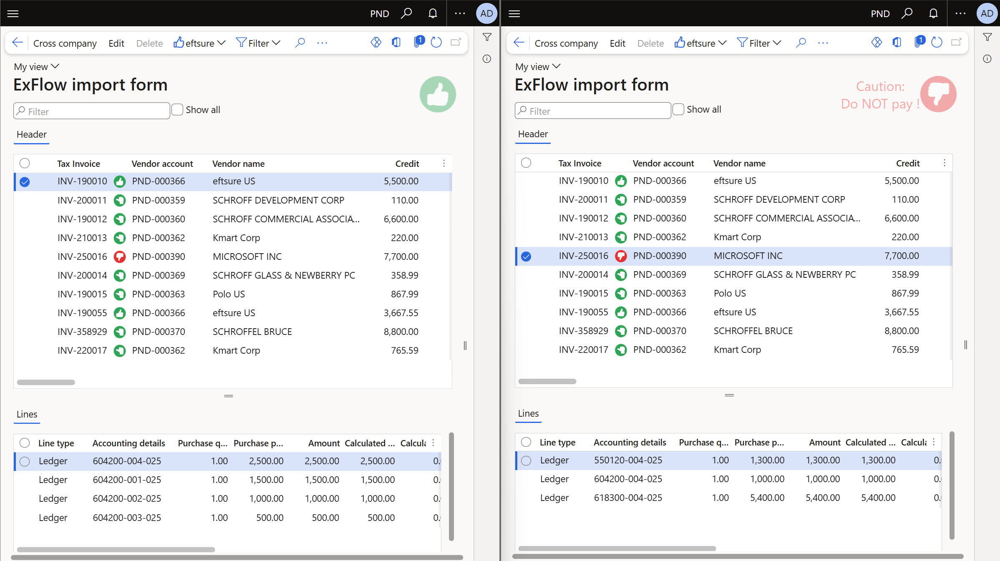 PND
AD
Cross company Edit Delete eftsure Filter ... 1
My view
ExFlow import form
Filter Show all
Header
Tax Invoice Vendor account Vendor name Credit
INV-190010 PND-000366 eftsure US 5,500.00
INV-200011 PND-000359 SCHROFF DEVELOPMENT CORP 110.00
INV-190012 PND-000360 SCHROFF COMMERCIAL ASSOCIA... 6,600.00
INV-210013 PND-000362 Kmart Corp 220.00
INV-250016 PND-000390 MICROSOFT INC 7,700.00
INV-200014 PND-000369 SCHROFF GLASS & NEWBERRY PC 358.99
INV-190015 PND-000363 Polo US 867.99
INV-190055 PND-000366 eftsure US 3,667.55
INV-358929 PND-000370 SCHROFFEL BRUCE 8,800.00
INV-220017 PND-000362 Kmart Corp 765.59
Lines
Line type Accounting details Purchase q... Purchase p... Amount Calculated ... Calcula
Ledger 604200-004-025 1.00 2,500.00 2,500.00 2,500.00 0.
Ledger 604200-001-025 1.00 1,500.00 1,500.00 1,500.00 0.
Ledger 604200-002-025 1.00 1,000.00 1,000.00 1,000.00 0.
Ledger 604200-003-025 1.00 500.00 500.00 500.00 0.
PND
AD
Cross company Edit Delete eftsure Filter ... 1
My view
ExFlow import form
Caution:
Do NOT pay !
Filter Show all
Header
Tax Invoice Vendor account Vendor name Credit
INV-190010 PND-000366 eftsure US 5,500.00
INV-200011 PND-000359 SCHROFF DEVELOPMENT CORP 110.00
INV-190012 PND-000360 SCHROFF COMMERCIAL ASSOCIA... 6,600.00
INV-210013 PND-000362 Kmart Corp 220.00
INV-250016 PND-000390 MICROSOFT INC 7,700.00
INV-200014 PND-000369 SCHROFF GLASS & NEWBERRY PC 358.99
INV-190015 PND-000363 Polo US 867.99
INV-190055 PND-000366 eftsure US 3,667.55
INV-358929 PND-000370 SCHROFFEL BRUCE 8,800.00
INV-220017 PND-000362 Kmart Corp 765.59
Lines
Line type Accounting details Purchase q... Purchase p... Amount Calculated ... Calcula
Ledger 550120-004-025 1.00 1,300.00 1,300.00 1,300.00 0.
Ledger 604200-004-025 1.00 1,000.00 1,000.00 1,000.00 0.
Ledger 618300-004-025 1.00 5,400.00 5,400.00 5,400.00 0.